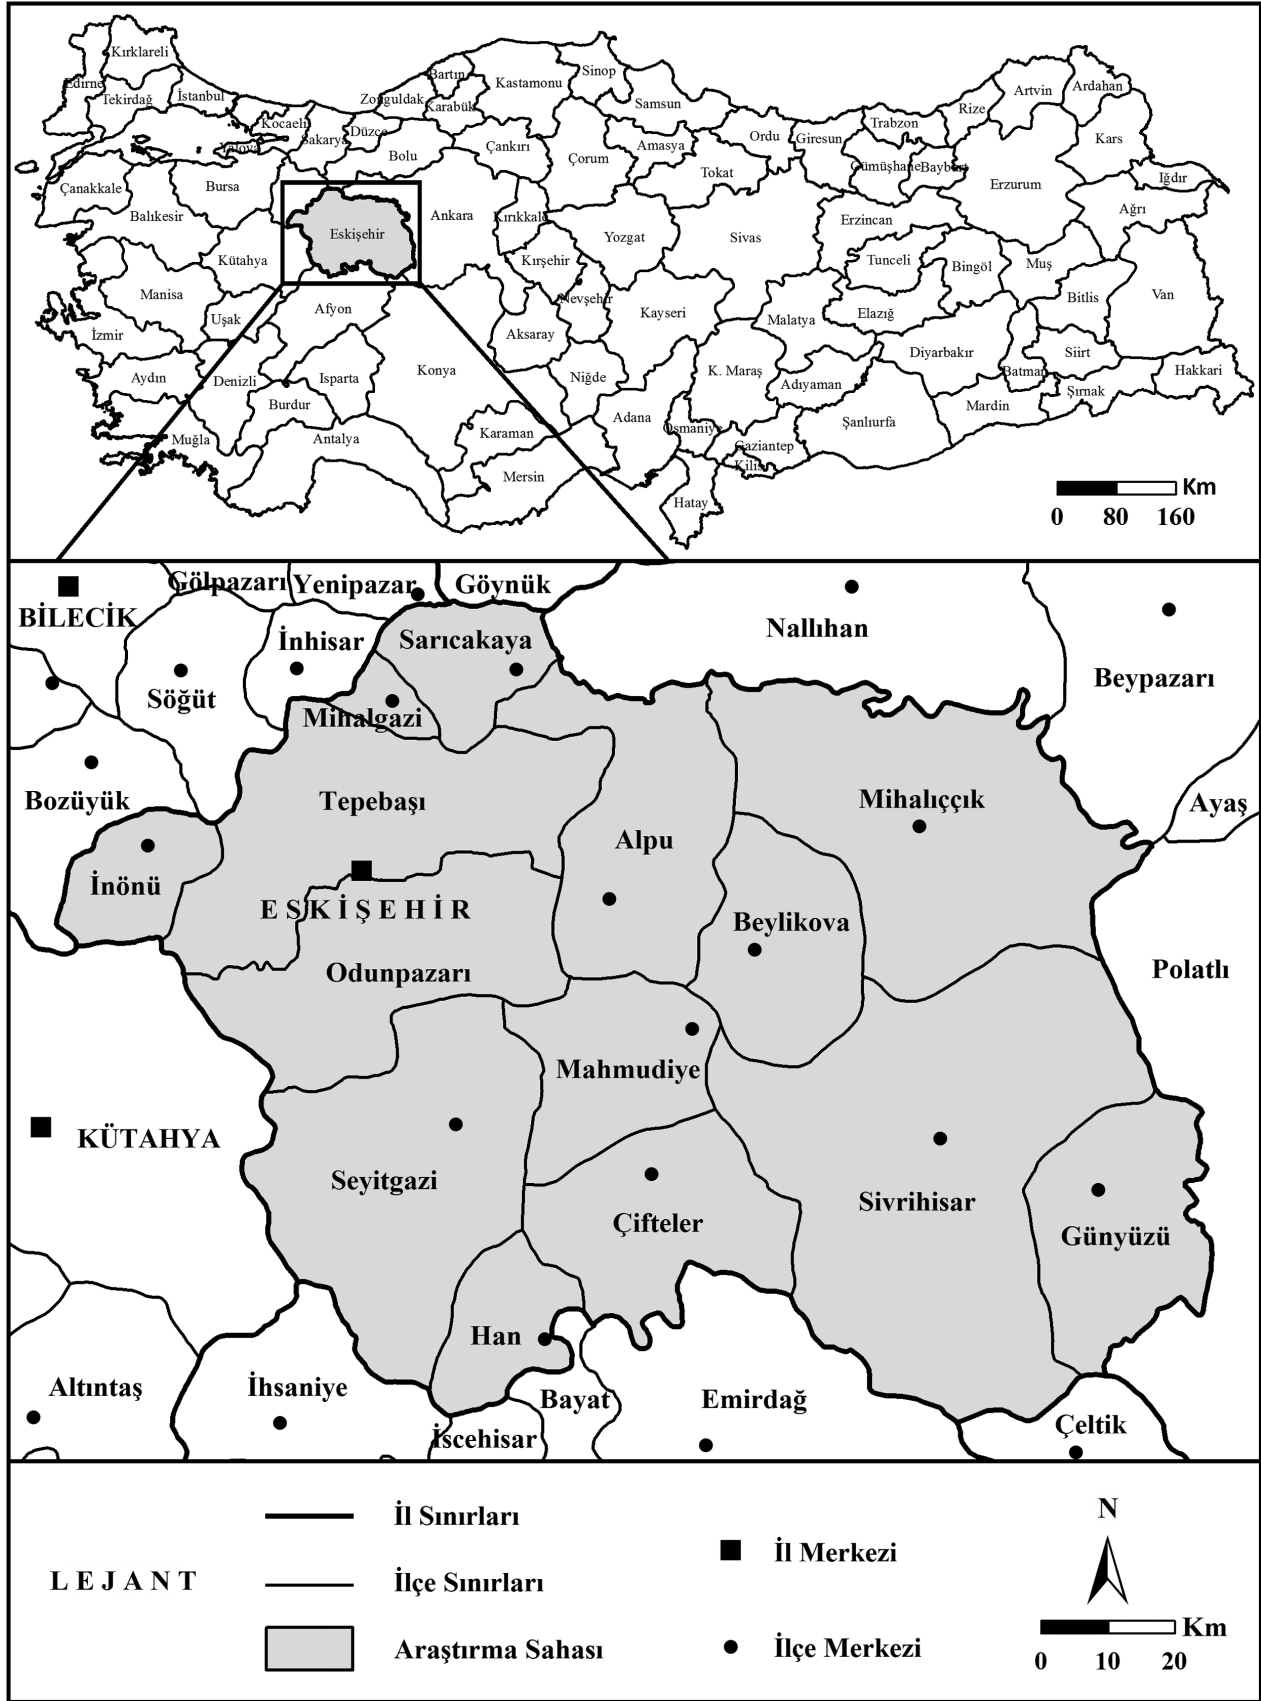 Kırklareli
Edirne
Tekirdağ
İstanbul
Kocaeli
Yalova
Sakarya
Düzce
Zonguldak
Bartın
Karabük
Kastamonu
Sinop
Samsun
Bolu
Çankırı
Çorum
Amasya
Tokat
Ordu
Giresun
Trabzon
Rize
Artvin
Ardahan
Kars
Gümüşhane
Bayburt
Erzurum
Iğdır
Ağrı
Çanakkale
Balıkesir
Bursa
Eskişehir
Ankara
Kırıkkale
Yozgat
Sivas
Erzincan
Kütahya
Kırşehir
Tunceli
Bingöl
Muş
Manisa
Uşak
Afyon
Nevşehir
Kayseri
Malatya
Elazığ
Bitlis
Van
İzmir
Aksaray
Diyarbakır
Siirt
Aydın
Denizli
Isparta
Konya
Niğde
K. Maraş
Adıyaman
Batman
Şırnak
Hakkari
Burdur
Muğla
Antalya
Karaman
Mersin
Adana
Osmaniye
Gaziantep
Kilis
Şanlıurfa
Mardin
Hatay
Km
0 80 160
Gölpazarı
Yenipazar
Göynük
BİLECİK
İnhisar
Sarıcakaya
Nallıhan
Beypazarı
Söğüt
Mihalgazi
Bozüyük
Tepebaşı
Mihalıççık
Ayaş
Alpu
İnönü
ESKİŞEHİR
Beylikova
Odunpazarı
Polatlı
Mahmudiye
KÜTAHYA
Seyitgazi
Çifteler
Sivrihisar
Günyüzü
Han
Altıntaş
İhsaniye
Bayat
Emirdağ
İscehisar
Çeltik
LEJANT
İl Sınırları
İlçe Sınırları
Araştırma Sahası
İl Merkezi
İlçe Merkezi
N
Km
0 10 20